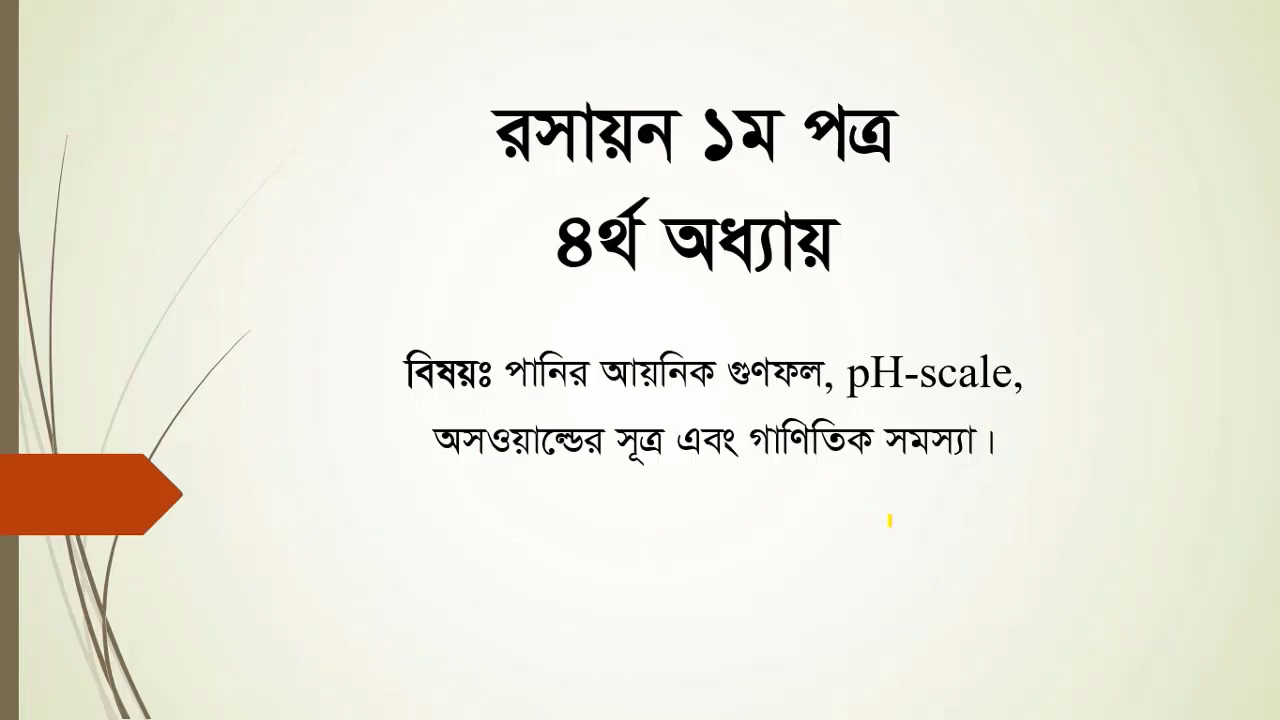 রসায়ন ১ম পত্র
৪র্থ অধ্যায়
বিষয়ঃ পানির আয়নিক গুণফল, pH-scale,
অসওয়াল্ডের সূত্র এবং গাণিতিক সমস্যা।